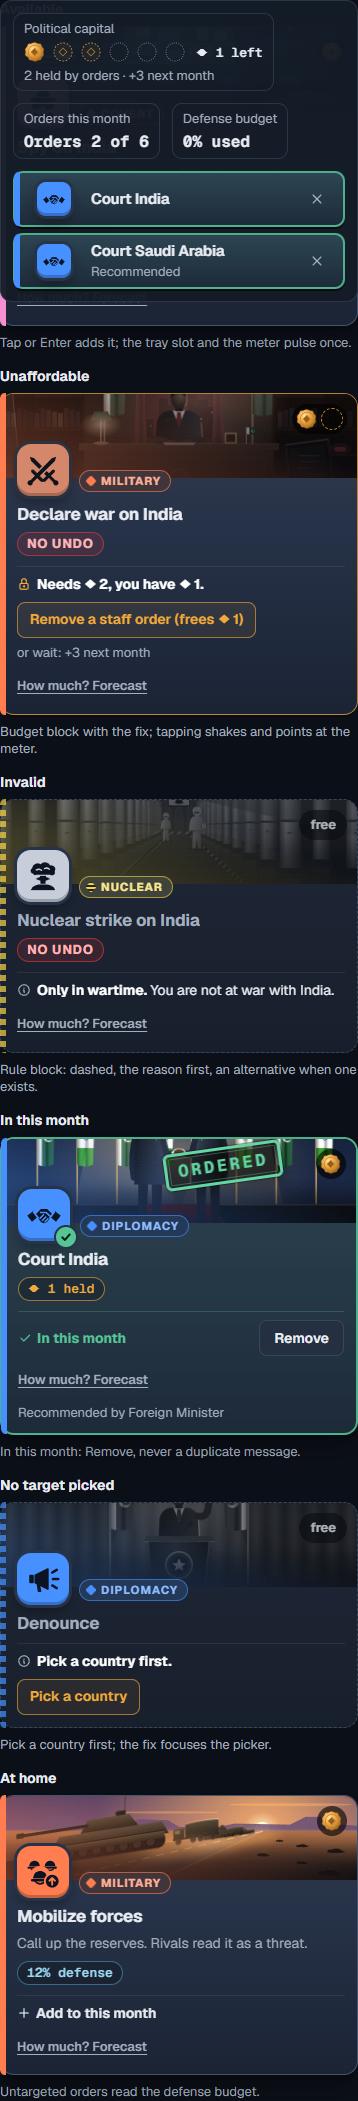 Political capital
1 left
2 held by orders · +3 next month
Orders this month
Orders 2 of 6
Defense budget
0% used
Court India
Court Saudi Arabia
Recommended
Tap or Enter adds it; the tray slot and the meter pulse once.
Unaffordable
MILITARY
Declare war on India
NO UNDO
Needs ◆ 2, you have ◆ 1.
Remove a staff order (frees ◆ 1)
or wait: +3 next month
How much? Forecast
Budget block with the fix; tapping shakes and points at the
meter.
Invalid
free
NUCLEAR
Nuclear strike on India
NO UNDO
Only in wartime. You are not at war with India.
How much? Forecast
Rule block: dashed, the reason first, an alternative when one
exists.
In this month
ORDERED
DIPLOMACY
Court India
1 held
In this month
Remove
How much? Forecast
Recommended by Foreign Minister
In this month: Remove, never a duplicate message.
No target picked
free
DIPLOMACY
Denounce
Pick a country first.
Pick a country
Pick a country first; the fix focuses the picker.
At home
MILITARY
Mobilize forces
Call up the reserves. Rivals read it as a threat.
12% defense
+ Add to this month
How much? Forecast
Untargeted orders read the defense budget.